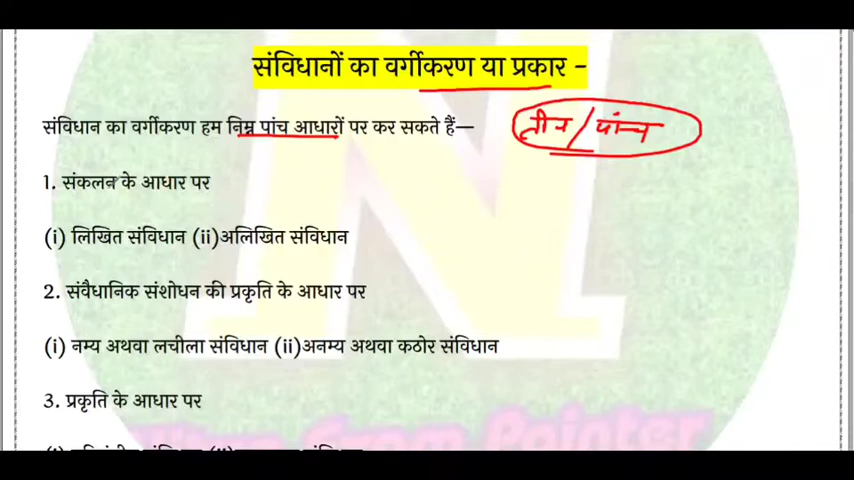 संविधानों का वर्गीकरण या प्रकार -
संविधान का वर्गीकरण हम निम्न पांच आधारों पर कर सकते हैं—
तीन/पांच
1. संकलन के आधार पर
(i) लिखित संविधान (ii)अलिखित संविधान
2. संवैधानिक संशोधन की प्रकृति के आधार पर
(i) नम्य अथवा लचीला संविधान (ii)अनम्य अथवा कठोर संविधान
3. प्रकृति के आधार पर